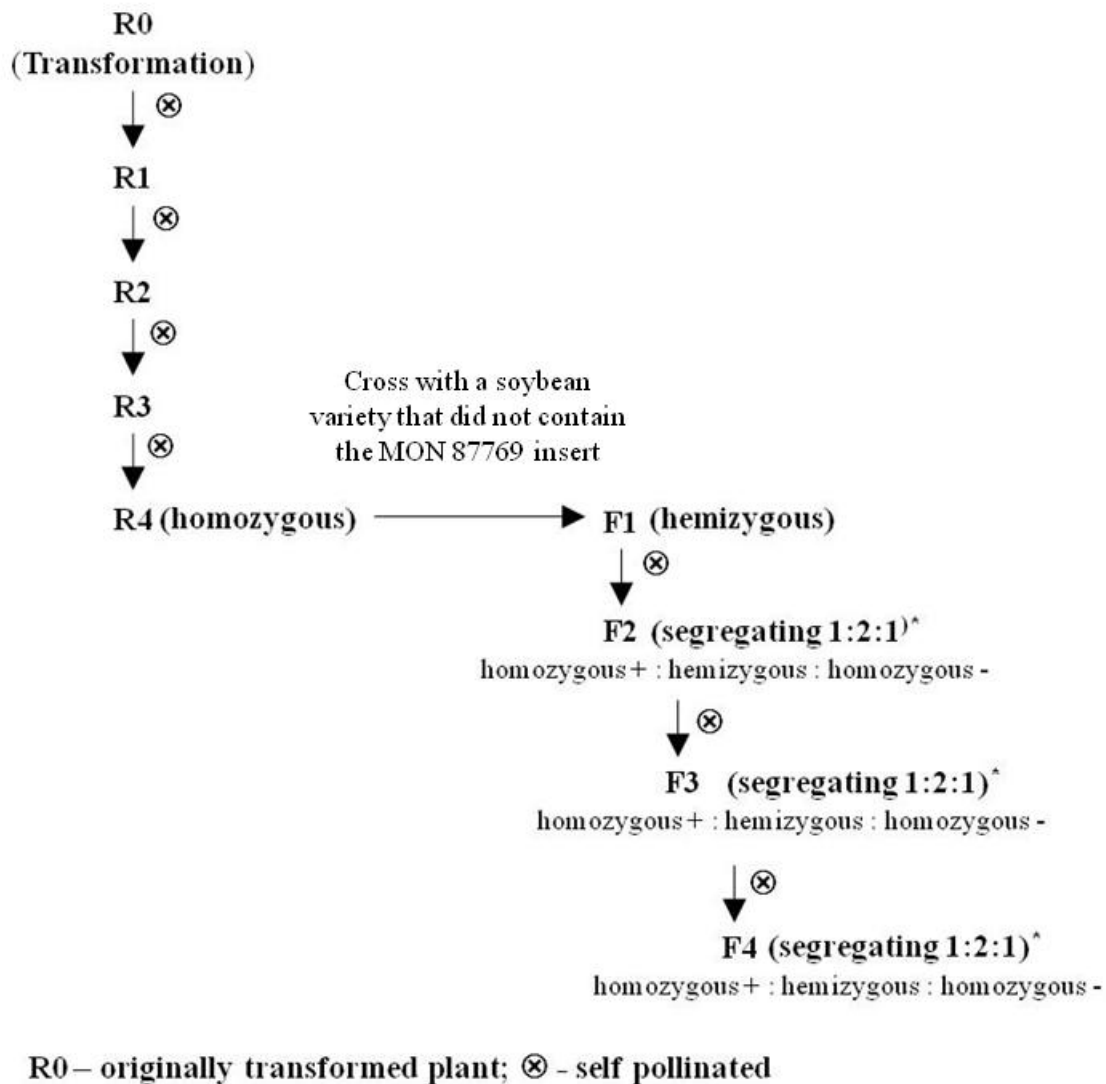 R0
(Transformation)
⊗
R1
⊗
R2
⊗
R3
⊗
Cross with a soybean
variety that did not contain
the MON 87769 insert
R4 (homozygous)
F1 (hemizygous)
⊗
F2 (segregating 1:2:1)*
homozygous+ : hemizygous : homozygous -
⊗
F3 (segregating 1:2:1)*
homozygous+ : hemizygous : homozygous -
⊗
F4 (segregating 1:2:1)*
homozygous+ : hemizygous : homozygous -
R0– originally transformed plant; ⊗ - self pollinated